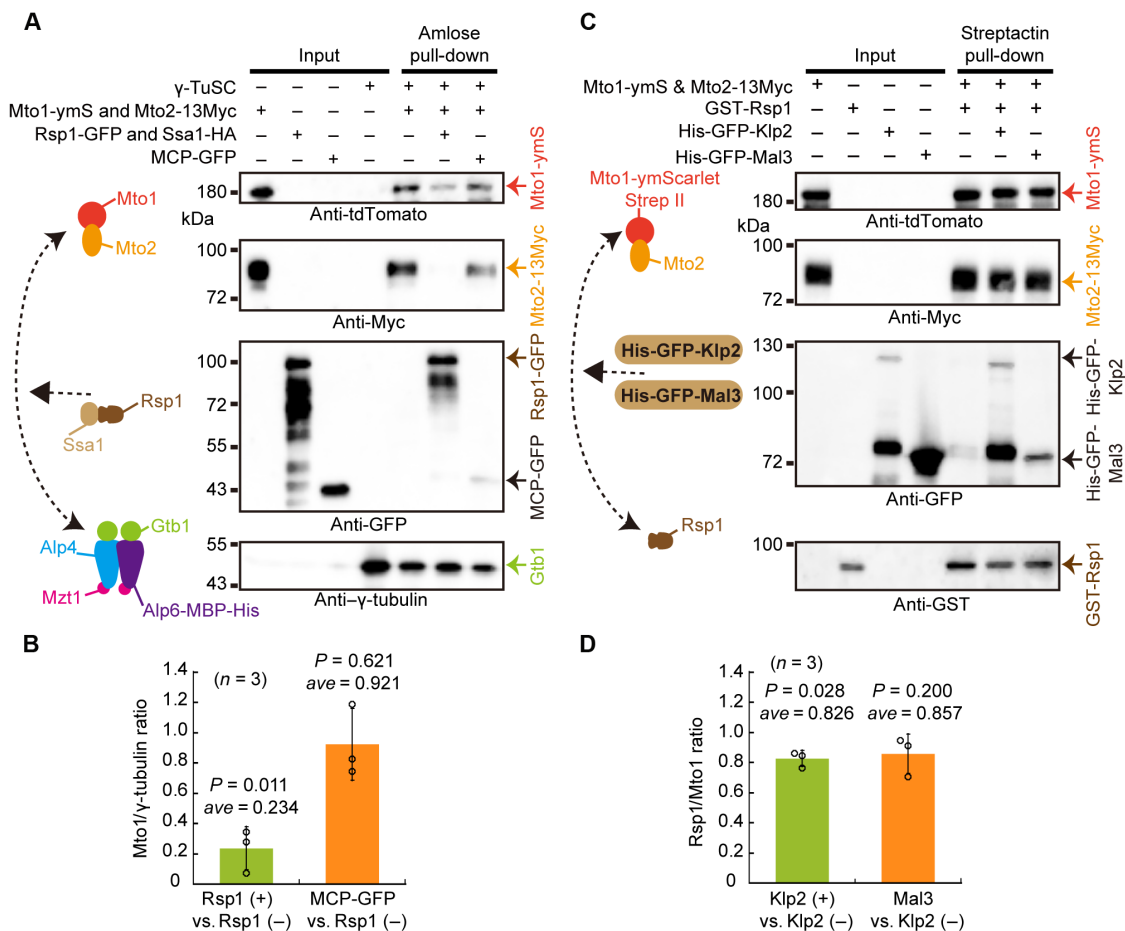 A
Input
Amlose
pull-down
γ-TuSC – – – + + + +
Mto1-ymS and Mto2-13Myc + – – – + + +
Rsp1-GFP and Ssa1-HA – + – – – + –
MCP-GFP – – + – – – +
180
kDa
Anti-tdTomato
Mto1-ymS
Mto1
Mto2
100
72
Anti-Myc
Mto2-13Myc
100
72
55
43
Anti-GFP
Rsp1-GFP
MCP-GFP
Rsp1
Ssa1
55
43
Anti–γ-tubulin
Gtb1
Gtb1
Alp4
Mzt1
Alp6-MBP-His
B
Mto1/γ-tubulin ratio
1.4
1.2
1.0
0.8
0.6
0.4
0.2
0
(n = 3)
P = 0.011
ave = 0.234
P = 0.621
ave = 0.921
Rsp1 (+)
vs. Rsp1 (–)
MCP-GFP
vs. Rsp1 (–)
C
Input
Streptactin
pull-down
Mto1-ymS & Mto2-13Myc + – – – + + +
GST-Rsp1 – + – – + + +
His-GFP-Klp2 – – + – – + –
His-GFP-Mal3 – – – + – – +
180
kDa
Anti-tdTomato
Mto1-ymS
Mto1-ymScarlet
Strep II
Mto2
100
72
Anti-Myc
Mto2-13Myc
130
100
72
Anti-GFP
His-GFP-
Klp2
His-GFP-
Mal3
His-GFP-Klp2
His-GFP-Mal3
Rsp1
100
Anti-GST
GST-Rsp1
D
Rsp1/Mto1 ratio
1.4
1.2
1.0
0.8
0.6
0.4
0.2
0
(n = 3)
P = 0.028
ave = 0.826
P = 0.200
ave = 0.857
Klp2 (+)
vs. Klp2 (–)
Mal3
vs. Klp2 (–)